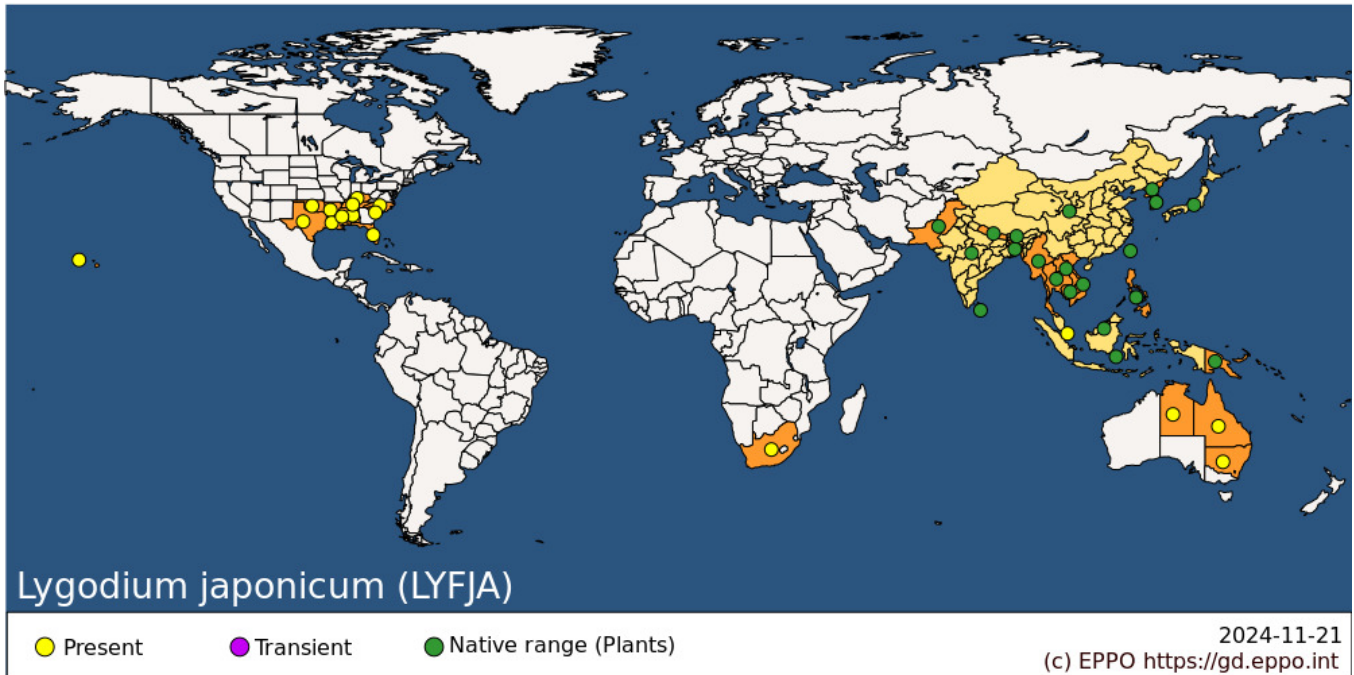 Lygodium japonicum (LYFJA)
Present
Transient
Native range (Plants)
2024-11-21
(c) EPPO https://gd.eppo.int